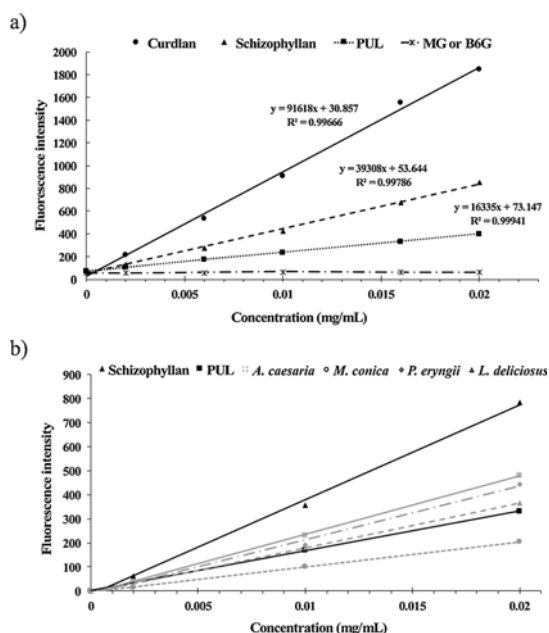 a)
Curdlan Schizophyllan PUL MG or B6G
2000
1800
1600
1400
1200
1000
800
600
400
200
0
Fluorescence intensity
y = 91618x + 30.857
R² = 0.99666
y = 39308x + 53.644
R² = 0.99786
y = 16335x + 73.147
R² = 0.99941
0 0.005 0.01 0.015 0.02
Concentration (mg/mL)
b)
Schizophyllan PUL A. caesaria M. conica P. eryngii L. deliciosus
900
800
700
600
500
400
300
200
100
0
Fluorescence intensity
0 0.005 0.01 0.015 0.02
Concentration (mg/mL)